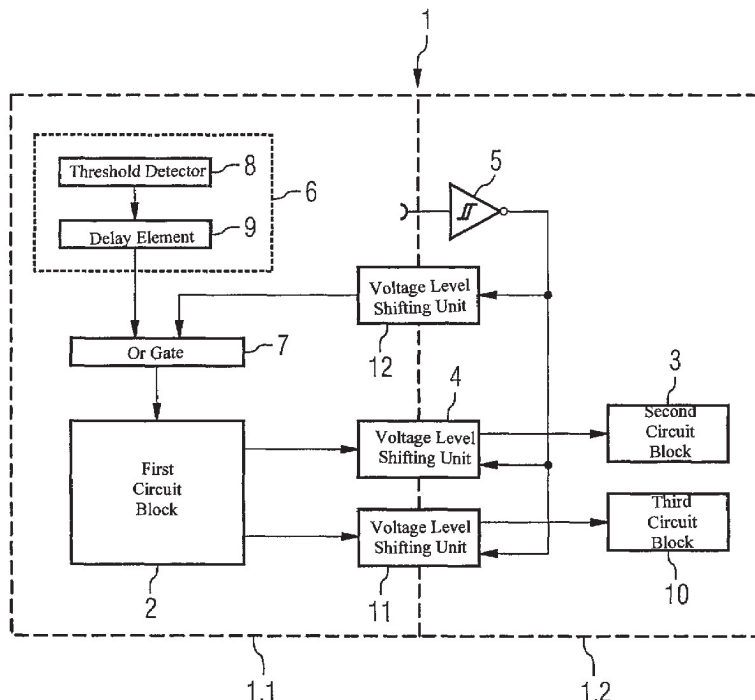 1
Threshold Detector
8
5
6
Delay Element
9
Voltage Level
Shifting Unit
12
Or Gate
7
4
3
First
Circuit
Block
2
Voltage Level
Shifting Unit
Second
Circuit
Block
Voltage Level
Shifting Unit
11
Third
Circuit
Block
10
1.1
1.2